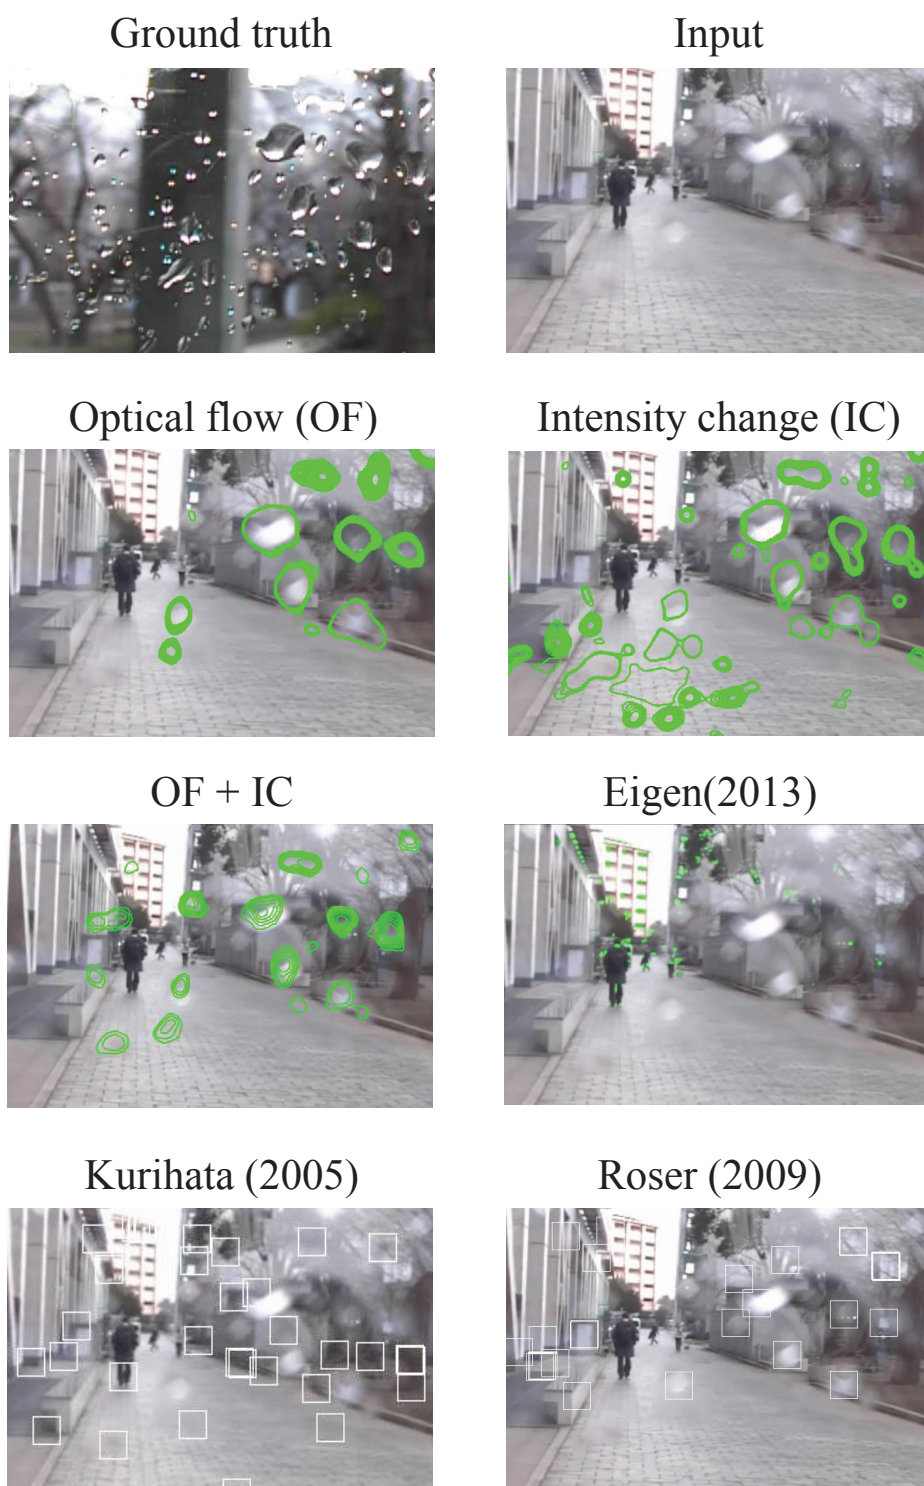 Ground truth
Input
Optical flow (OF)
Intensity change (IC)
OF + IC
Eigen(2013)
Kurihata (2005)
Roser (2009)